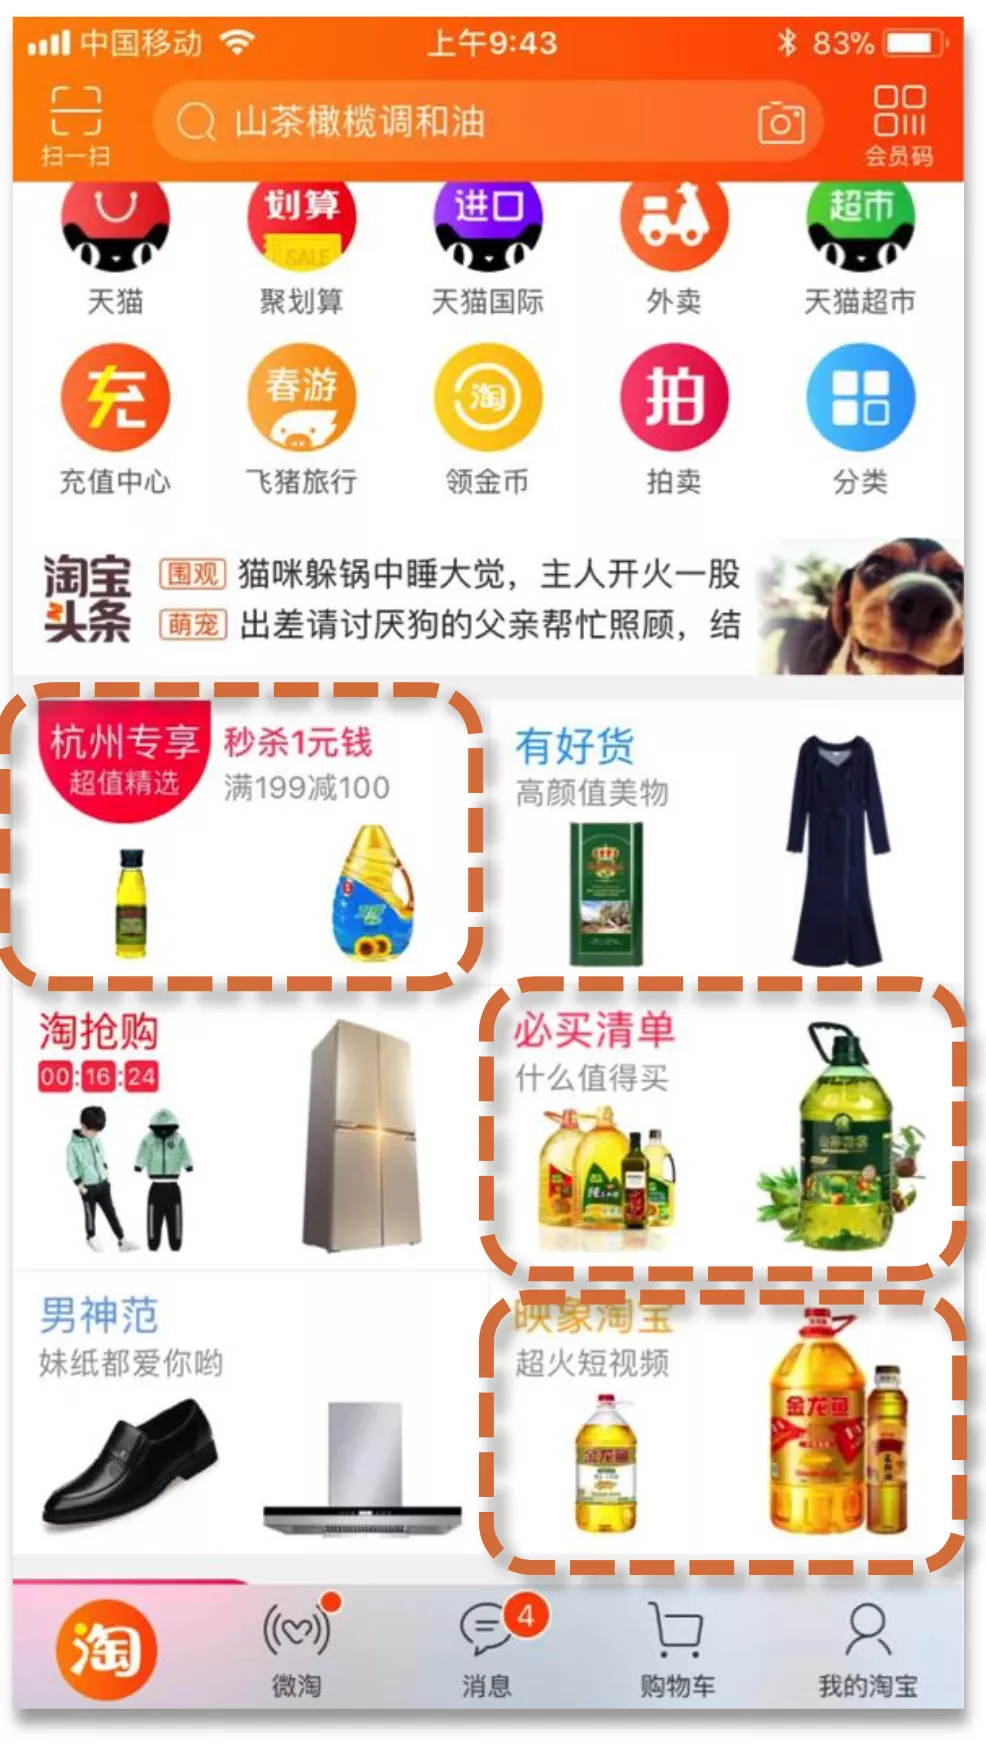 中国移动
上午9:43
83%
扫一扫
山茶橄榄调和油
会员码
划算
SALE
进口
超市
天猫
聚划算
天猫国际
外卖
天猫超市
充
春游
淘
拍
充值中心
飞猪旅行
领金币
拍卖
分类
淘宝
头条
围观 猫咪躲锅中睡大觉，主人开火一股
萌宠 出差请讨厌狗的父亲帮忙照顾，结
杭州专享
超值精选
秒杀1元钱
满199减100
有好货
高颜值美物
淘抢购
00:16:24
必买清单
什么值得买
男神范
妹纸都爱你哟
映象淘宝
超火短视频
金龙鱼
金龙鱼
淘
微淘
4
消息
购物车
我的淘宝